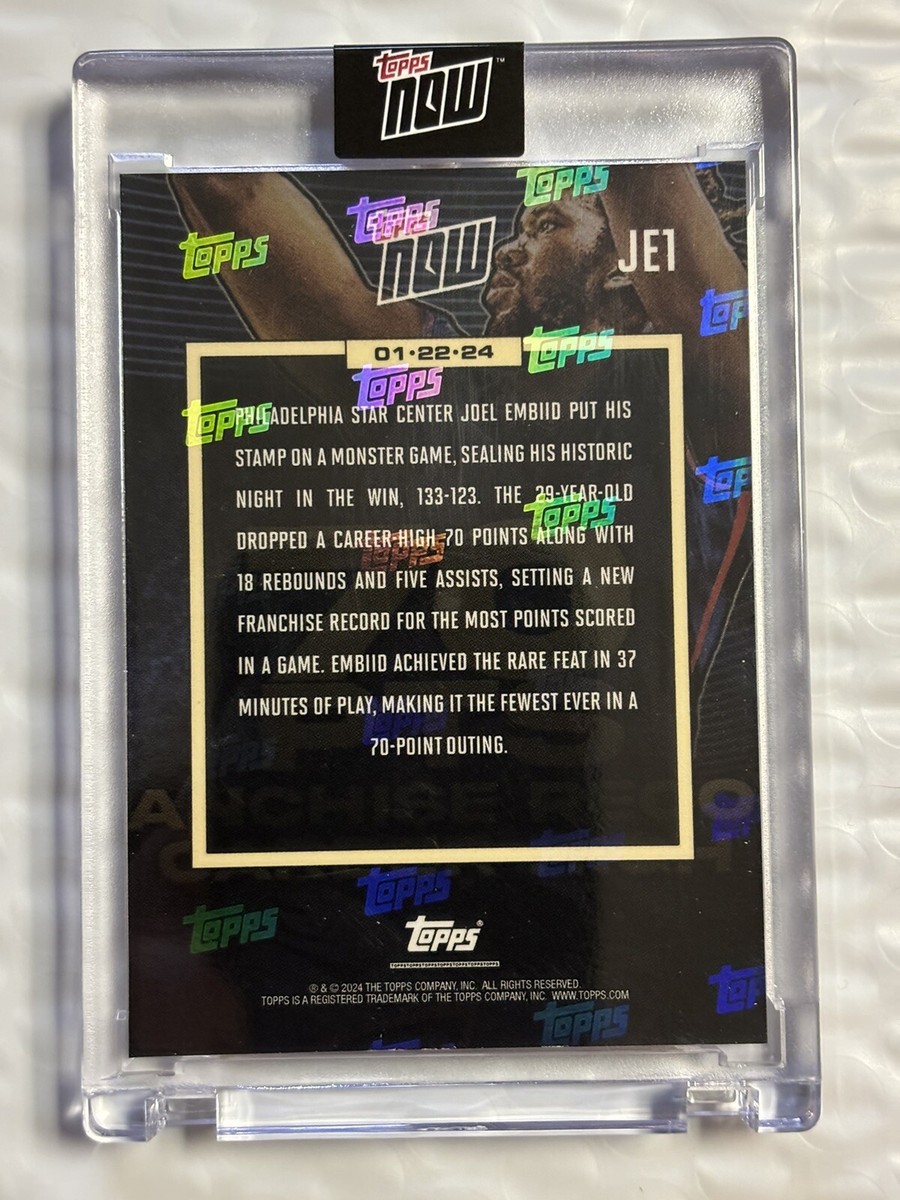 TOPPS NOW™
TOPPS NOW
JE1
01•22•24
PHILADELPHIA STAR CENTER JOEL EMBIID PUT HIS
STAMP ON A MONSTER GAME, SEALING HIS HISTORIC
NIGHT IN THE WIN, 133-123. THE 29-YEAR-OLD
DROPPED A CAREER-HIGH 70 POINTS ALONG WITH
18 REBOUNDS AND FIVE ASSISTS, SETTING A NEW
FRANCHISE RECORD FOR THE MOST POINTS SCORED
IN A GAME. EMBIID ACHIEVED THE RARE FEAT IN 37
MINUTES OF PLAY, MAKING IT THE FEWEST EVER IN A
70-POINT OUTING.
TOPPS®
® & © 2024 THE TOPPS COMPANY, INC. ALL RIGHTS RESERVED.
TOPPS IS A REGISTERED TRADEMARK OF THE TOPPS COMPANY, INC. WWW.TOPPS.COM